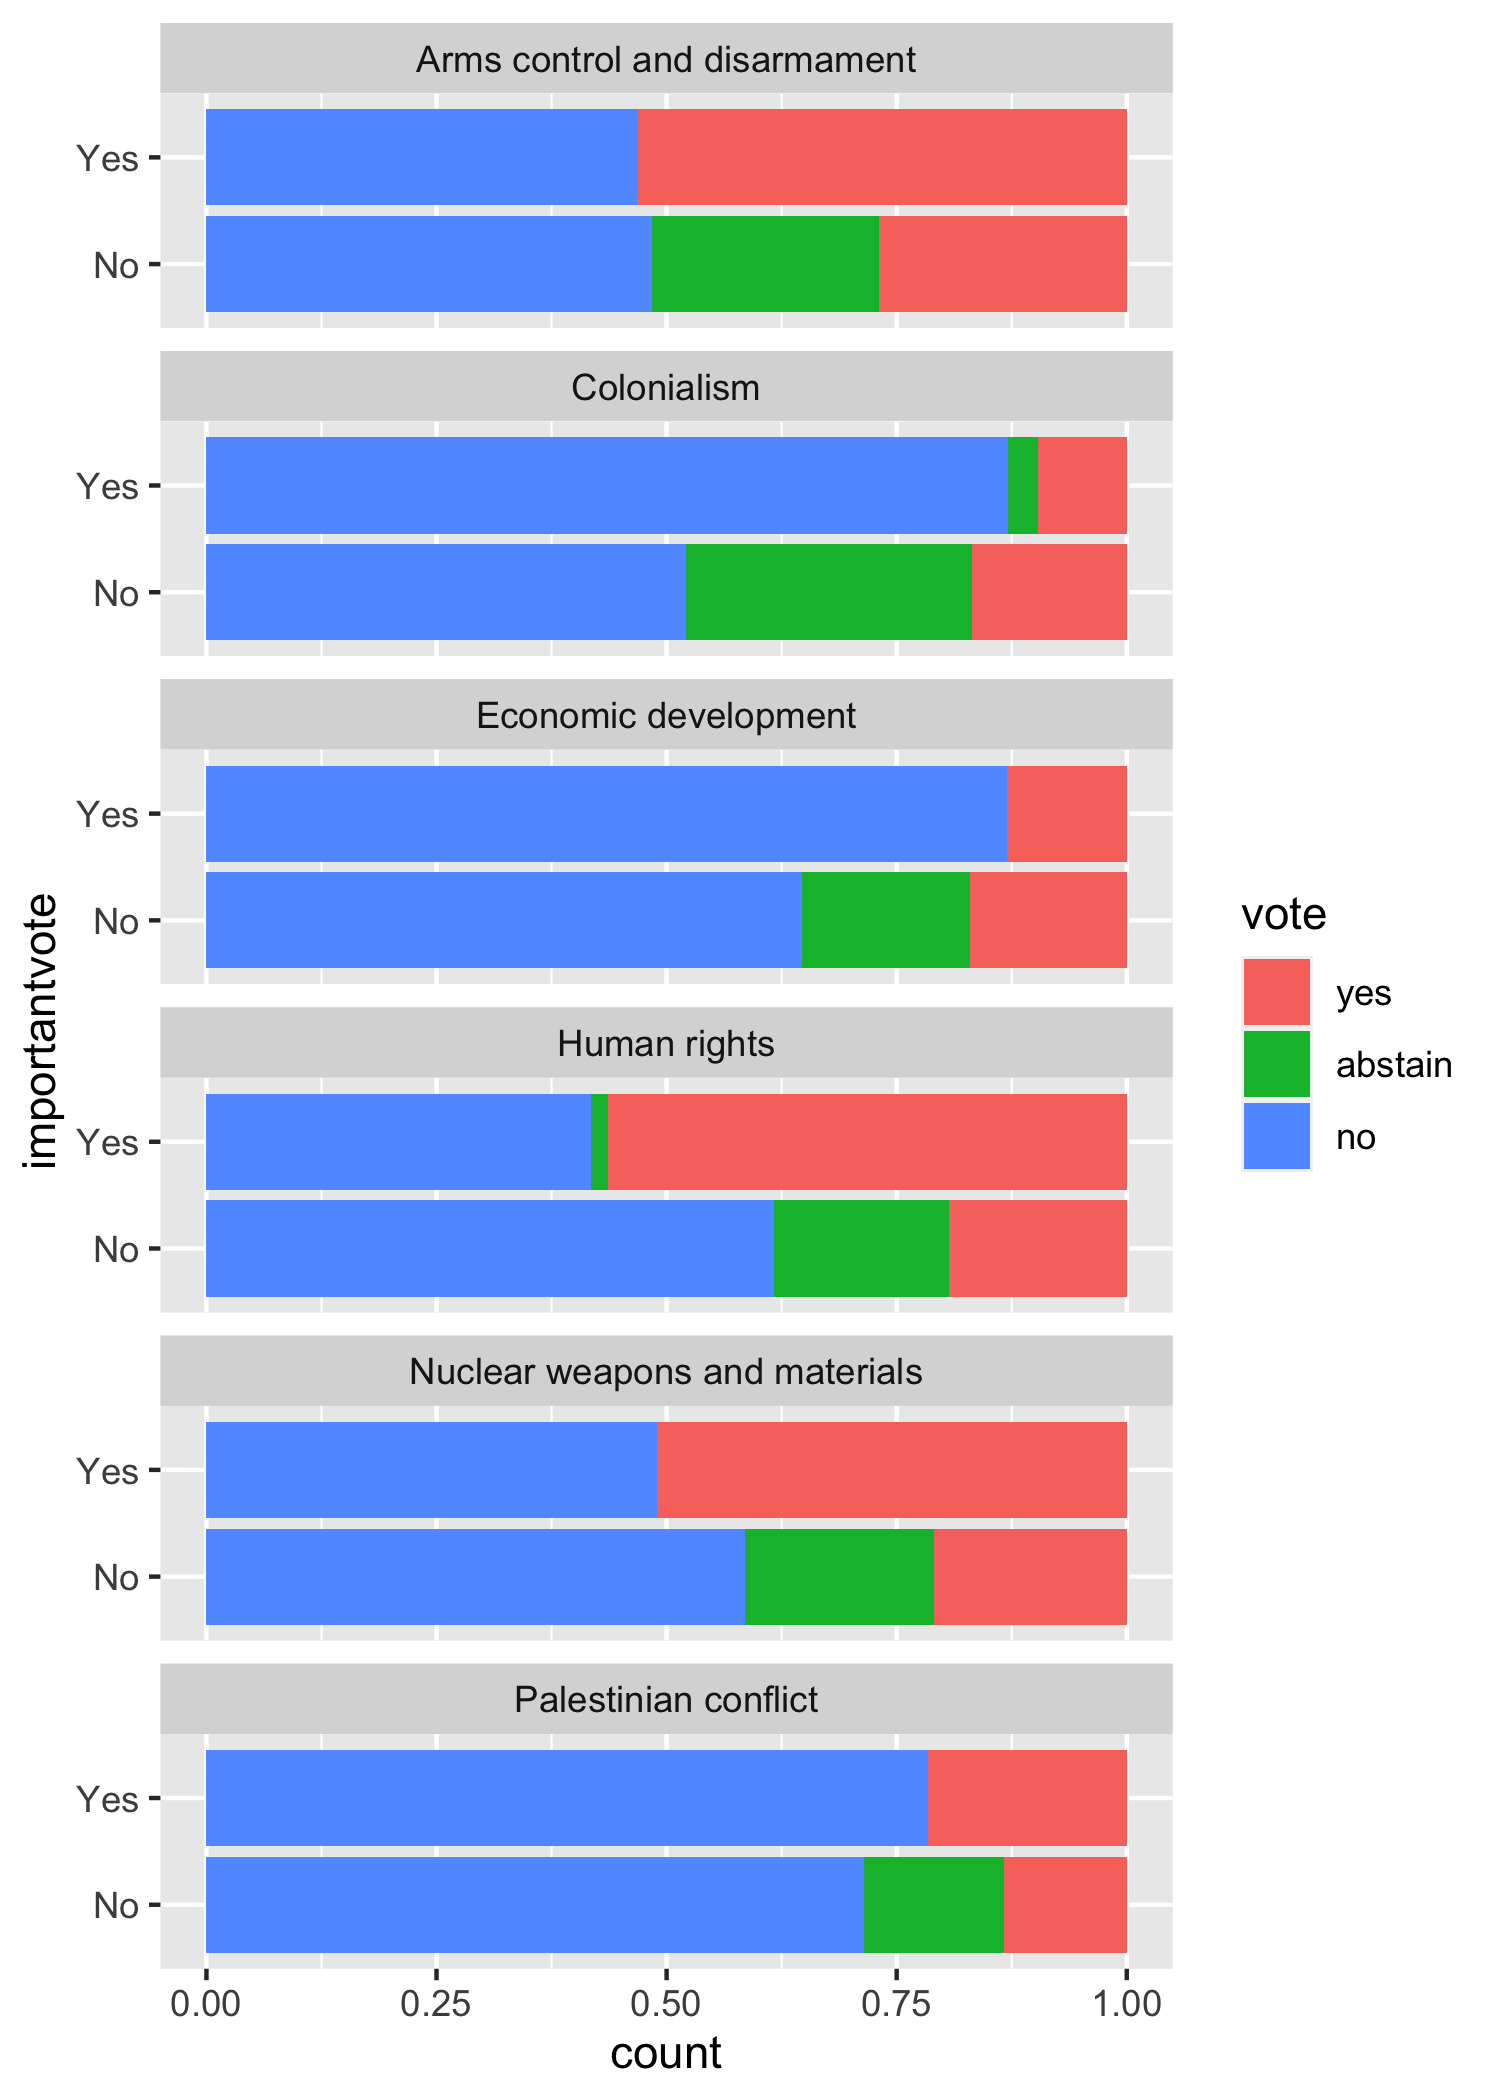 Arms control and disarmament
Yes
No
Colonialism
Yes
No
Economic development
Yes
No
Human rights
Yes
No
Nuclear weapons and materials
Yes
No
Palestinian conflict
Yes
No
0.00 0.25 0.50 0.75 1.00
count
importantvote
vote
yes
abstain
no